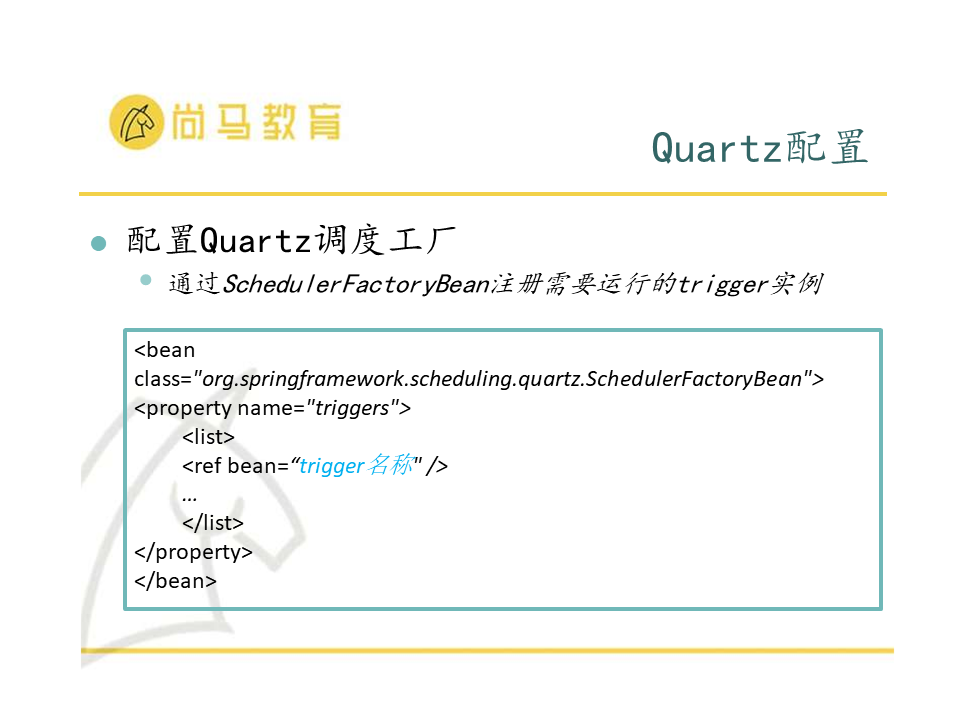 尚马教育
Quartz配置
配置Quartz调度工厂
通过SchedulerFactoryBean注册需要运行的trigger实例
<bean
class="org.springframework.scheduling.quartz.SchedulerFactoryBean">
<property name="triggers">
<list>
<ref bean=“trigger名称" />
…
</list>
</property>
</bean>